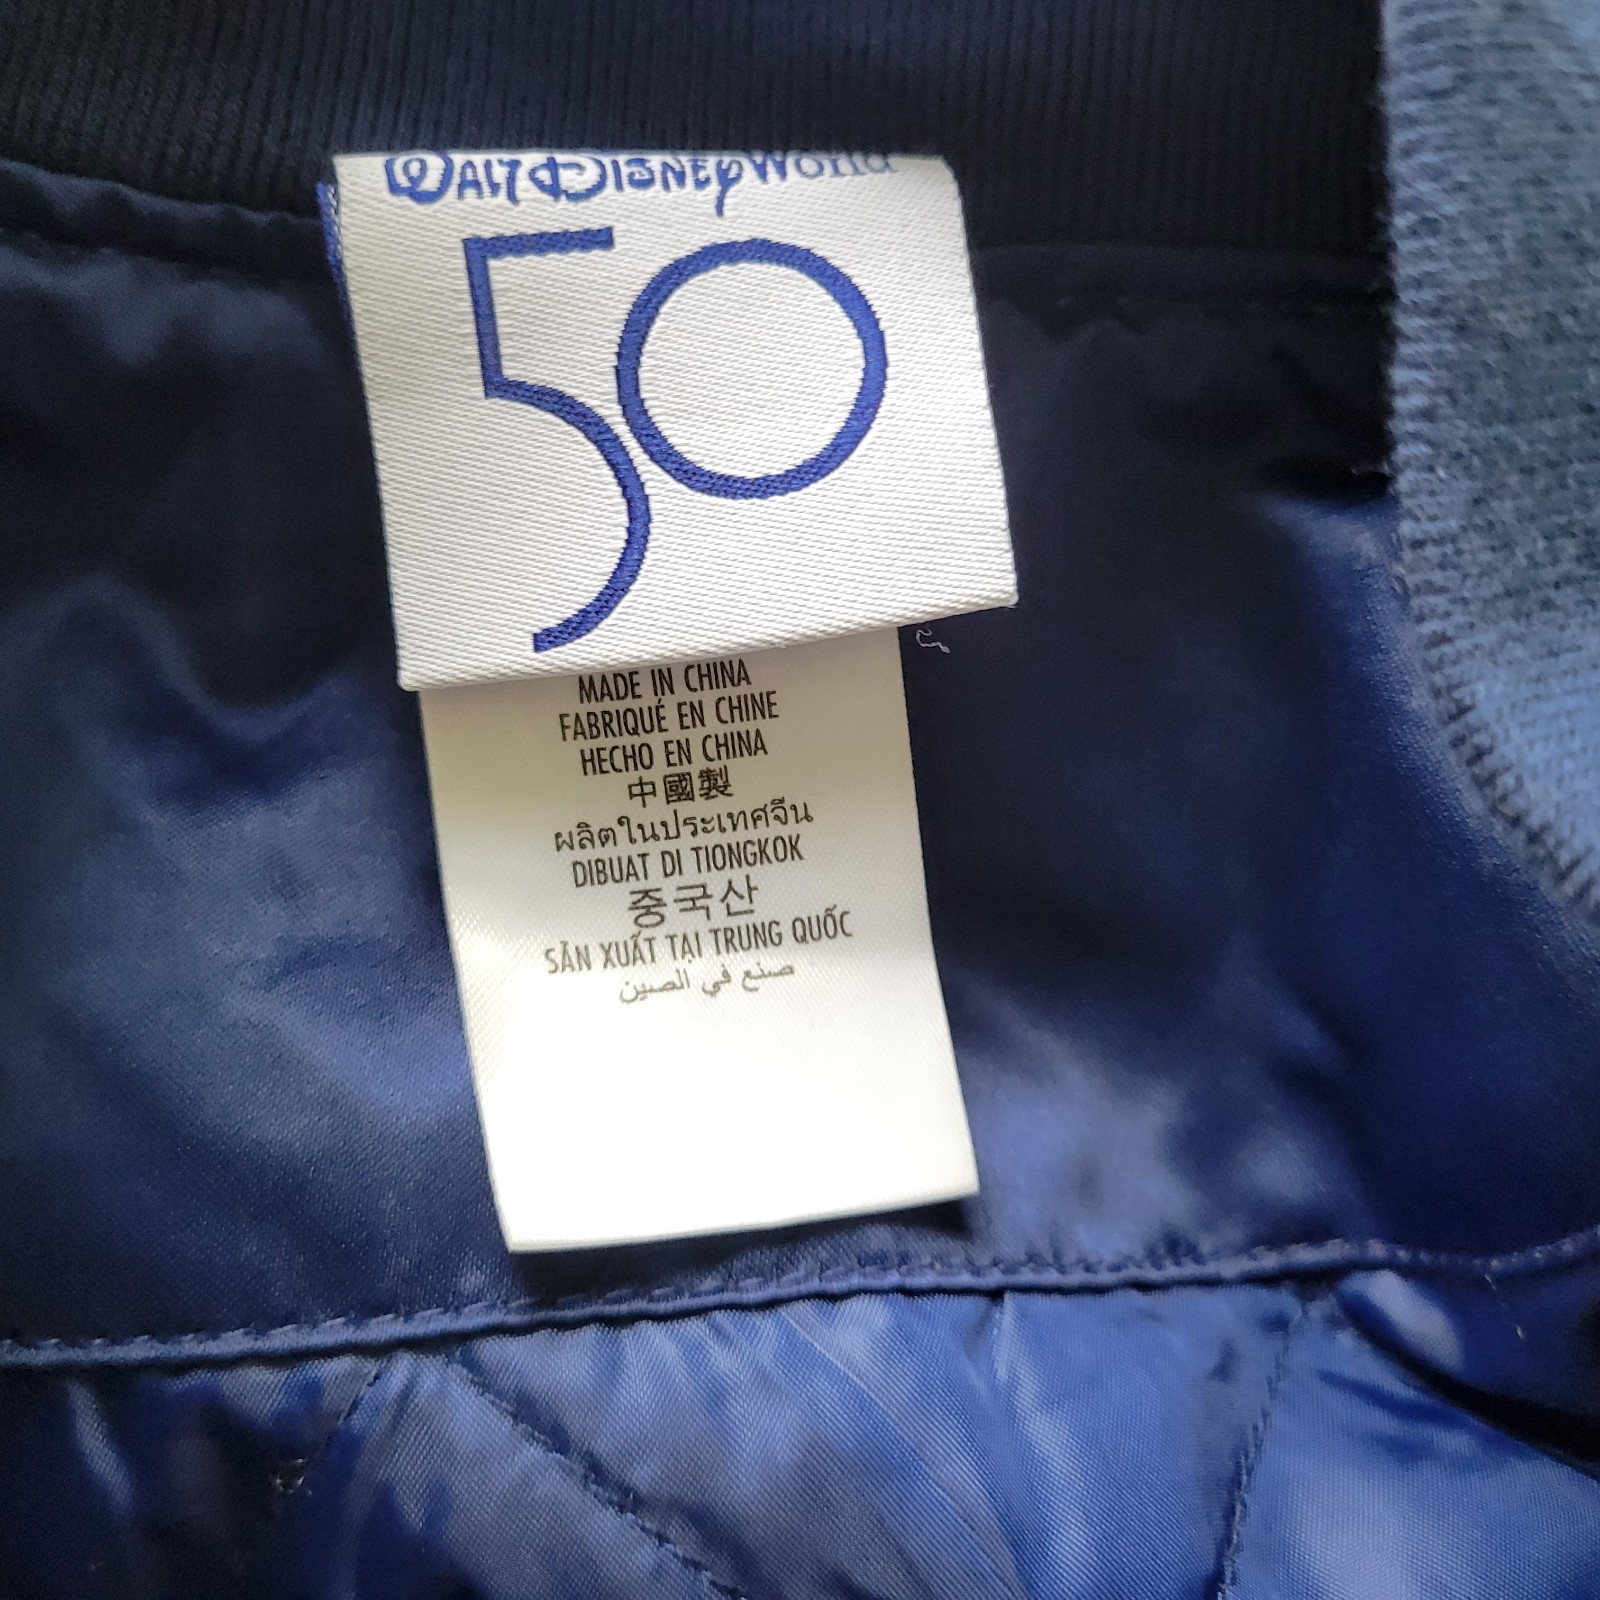 WALT DISNEY World
50
MADE IN CHINA
FABRIQUÉ EN CHINE
HECHO EN CHINA
中國製
ผลิตในประเทศจีน
DIBUAT DI TIONGKOK
중국산
SẢN XUẤT TẠI TRUNG QUỐC
صنع في الصين